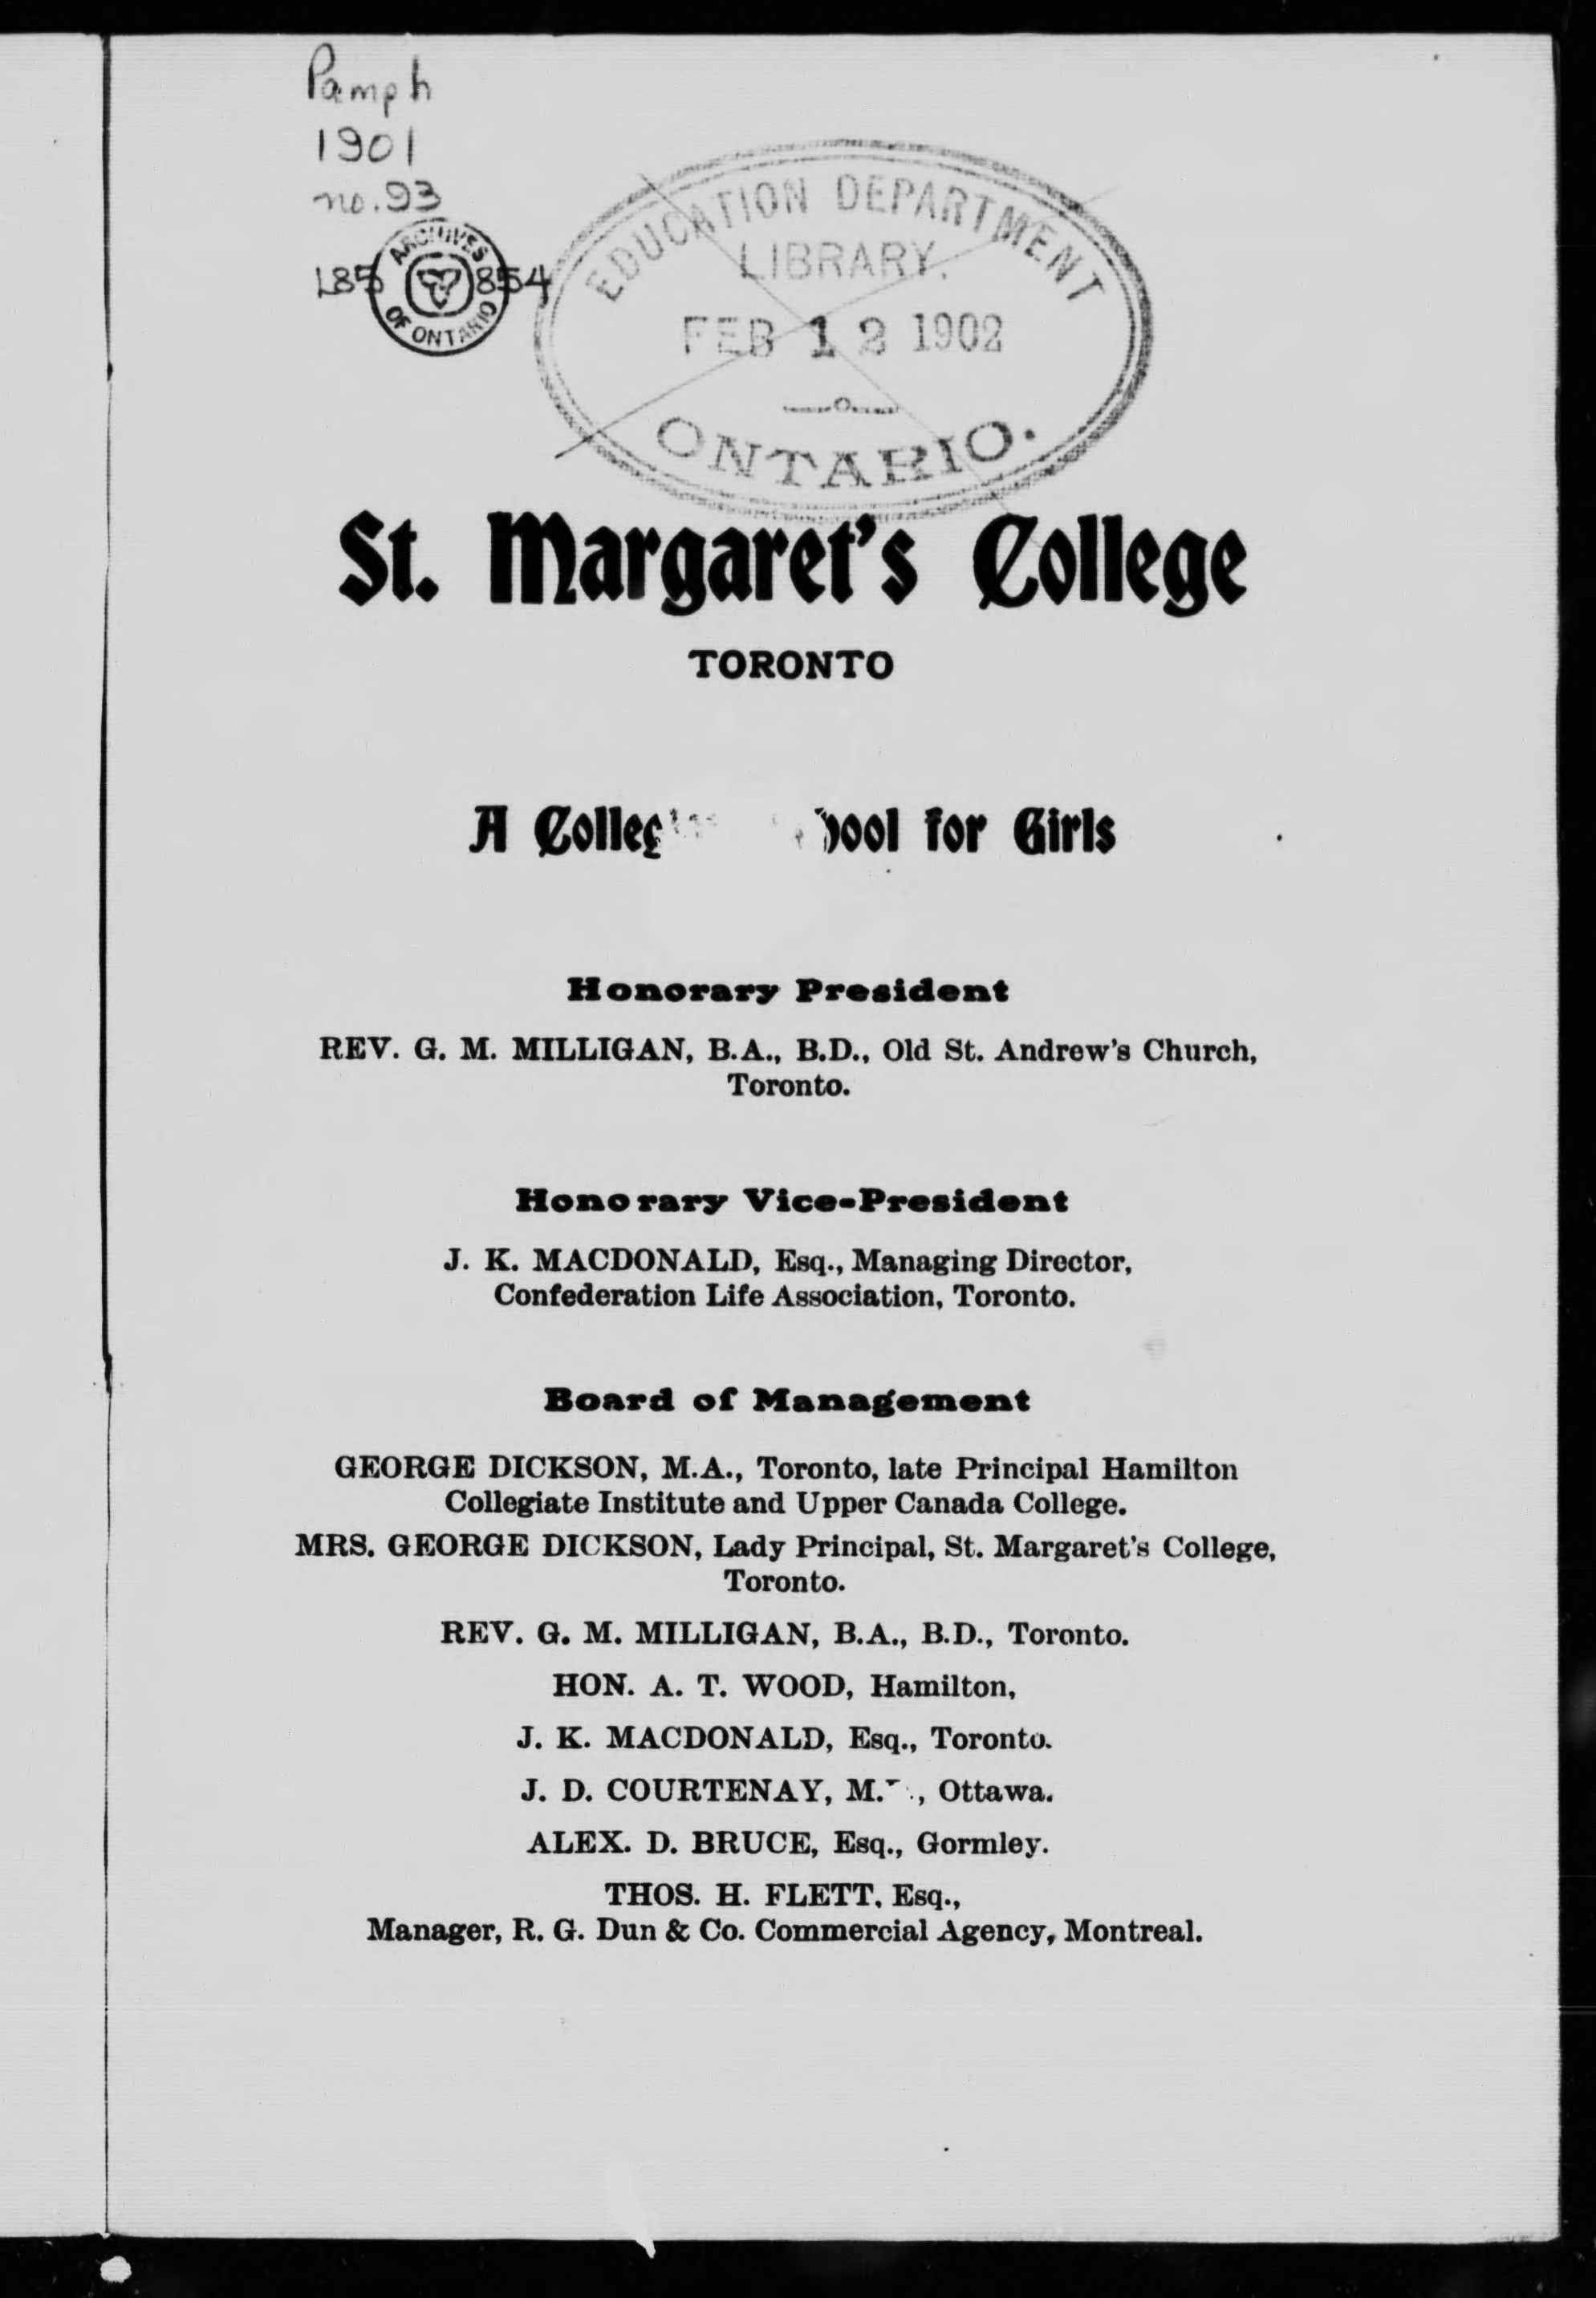 Pamph
1901
no. 93
ARCHIVES
OF ONTARIO
EDUCATION DEPARTMENT
LIBRARY.
FEB 12 1902
ONTARIO.
St. Margaret's College
TORONTO
A for Girls
Honorary President
REV. G. M. MILLIGAN, B.A., B.D., Old St. Andrew's Church,
Toronto.
Honorary Vice-President
J. K. MACDONALD, Esq., Managing Director,
Confederation Life Association, Toronto.
Board of Management
GEORGE DICKSON, M.A., Toronto, late Principal Hamilton
Collegiate Institute and Upper Canada College.
MRS. GEORGE DICKSON, Lady Principal, St. Margaret's College,
Toronto.
REV. G. M. MILLIGAN, B.A., B.D., Toronto.
HON. A. T. WOOD, Hamilton,
J. K. MACDONALD, Esq., Toronto.
J. D. COURTENAY, Ottawa.
ALEX. D. BRUCE, Esq., Gormley.
THOS. H. FLETT, Esq.,
Manager, R. G. Dun & Co. Commercial Agency, Montreal.